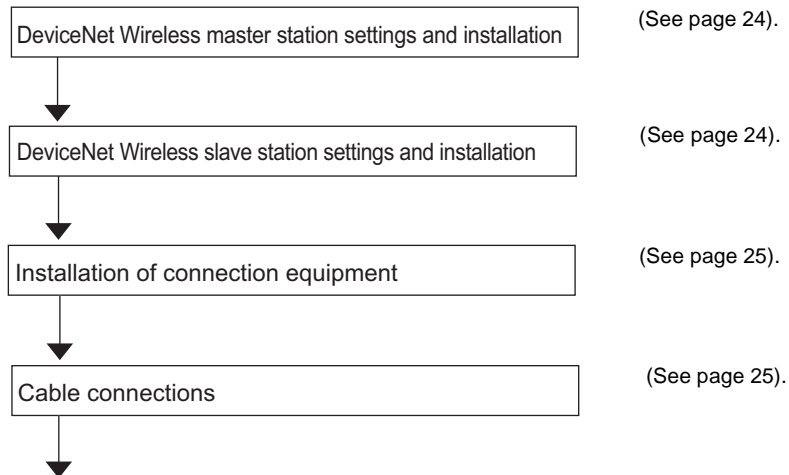 DeviceNet Wireless master station settings and installation (See page 24).
DeviceNet Wireless slave station settings and installation (See page 24).
Installation of connection equipment (See page 25).
Cable connections (See page 25).